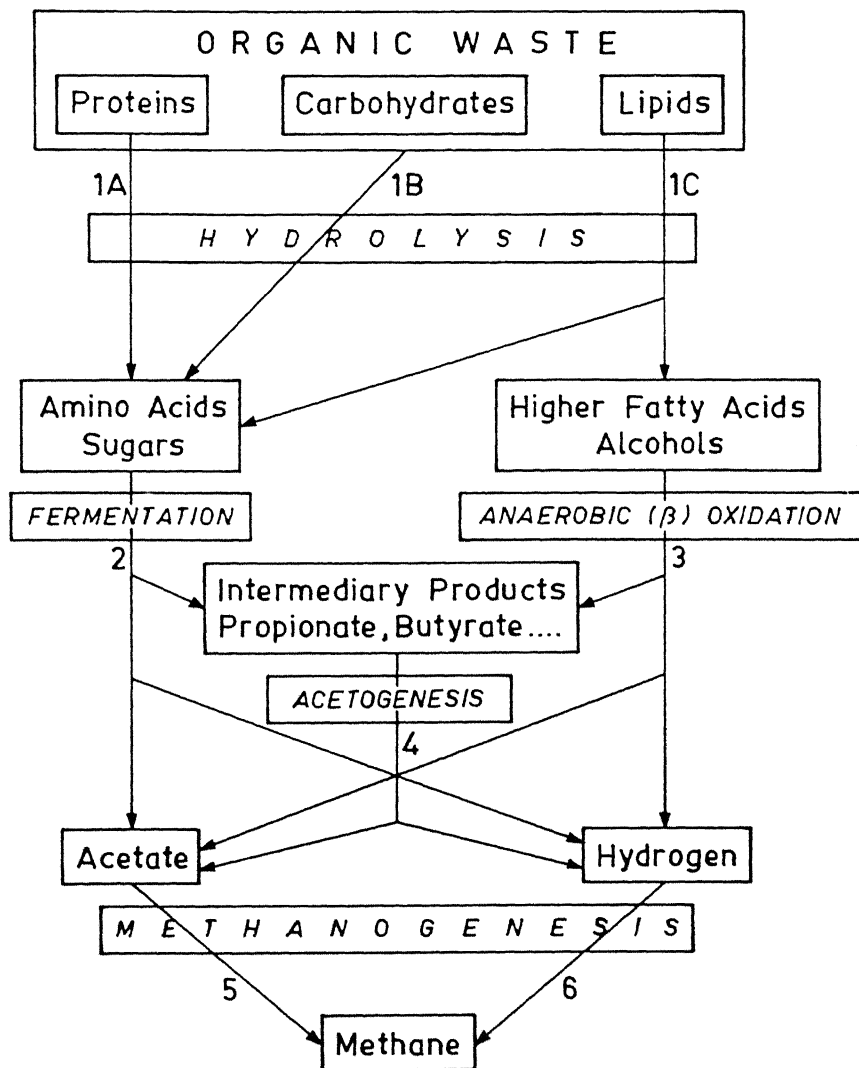 ORGANIC WASTE
Proteins
Carbohydrates
Lipids
1A
1B
1C
HYDROLYSIS
Amino Acids
Sugars
Higher Fatty Acids
Alcohols
FERMENTATION
ANAEROBIC (β) OXIDATION
2
3
Intermediary Products
Propionate, Butyrate....
ACETOGENESIS
4
Acetate
Hydrogen
METHANOGENESIS
5
6
Methane